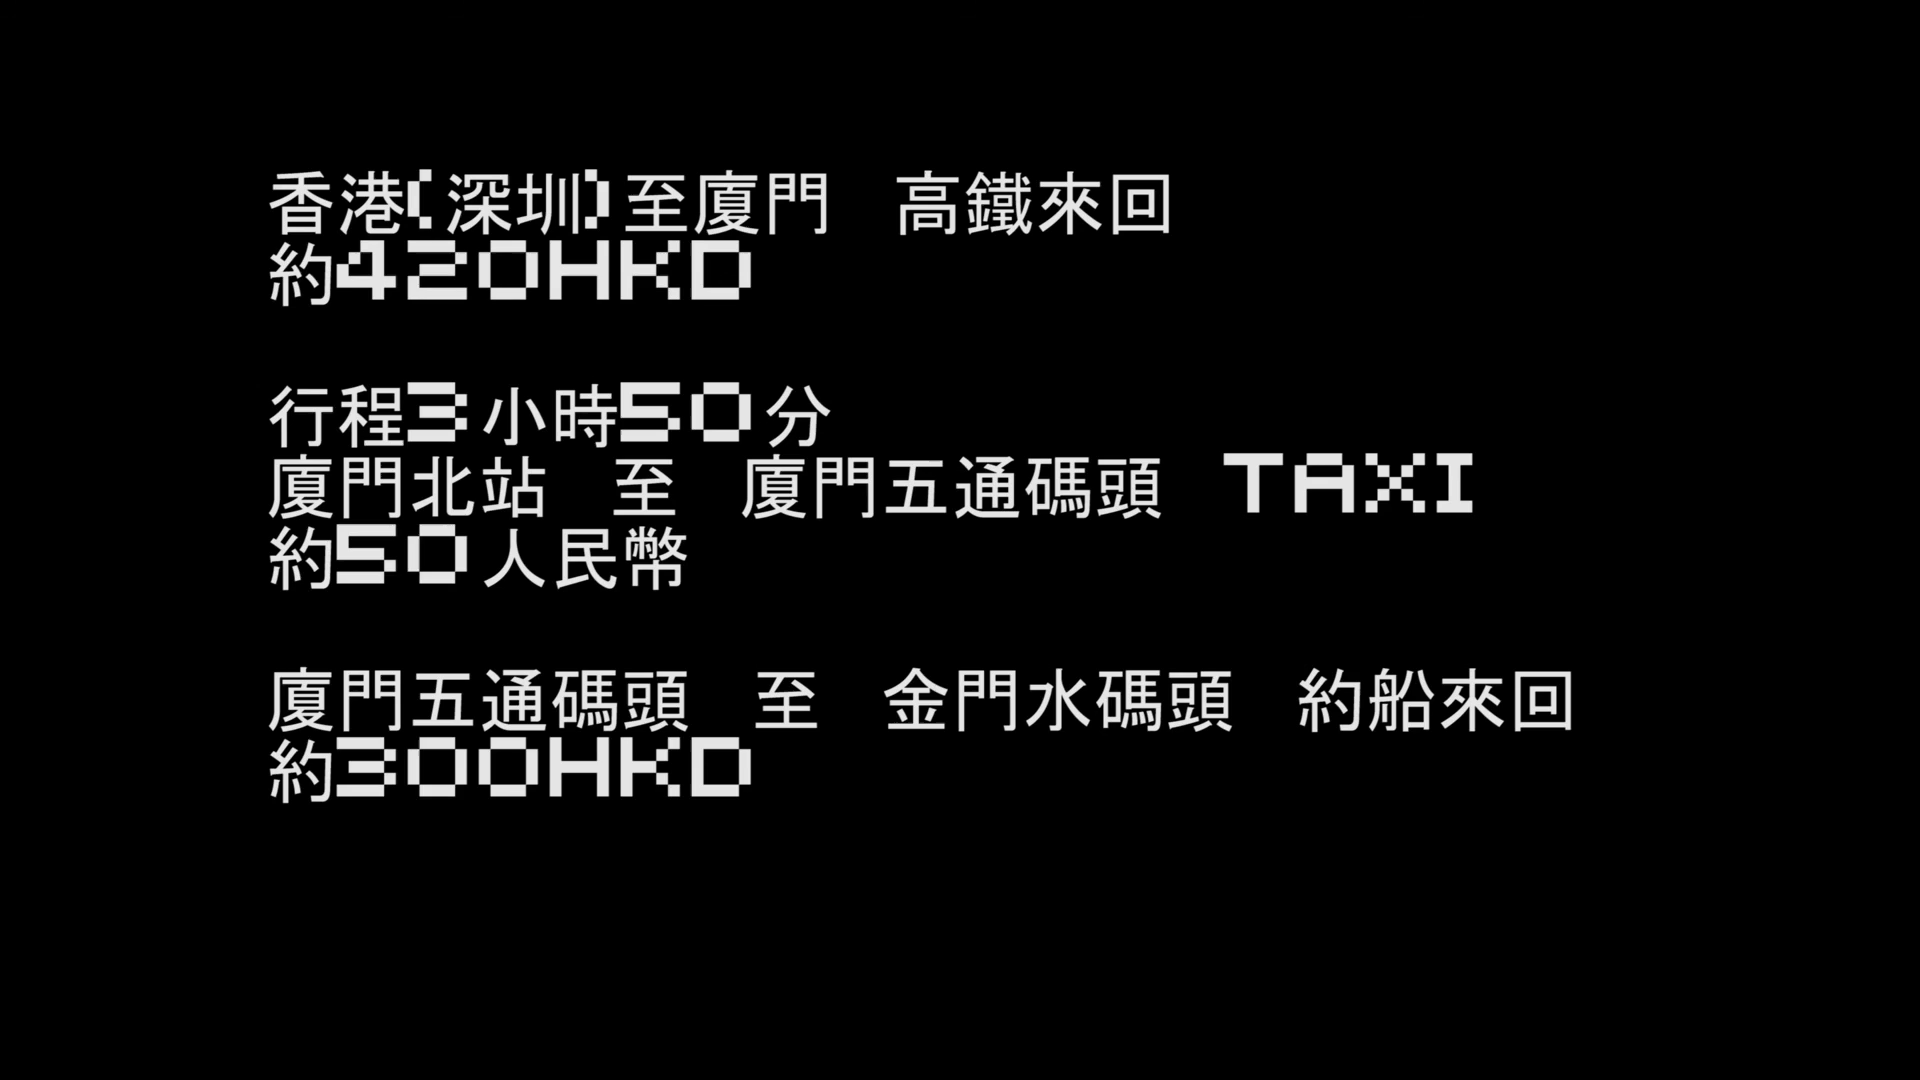 香港(深圳)至廈門　高鐵來回
約420HKD
行程3小時50分
廈門北站　至　廈門五通碼頭　TAXI
約50人民幣
廈門五通碼頭　至　金門水碼頭　約船來回
約300HKD